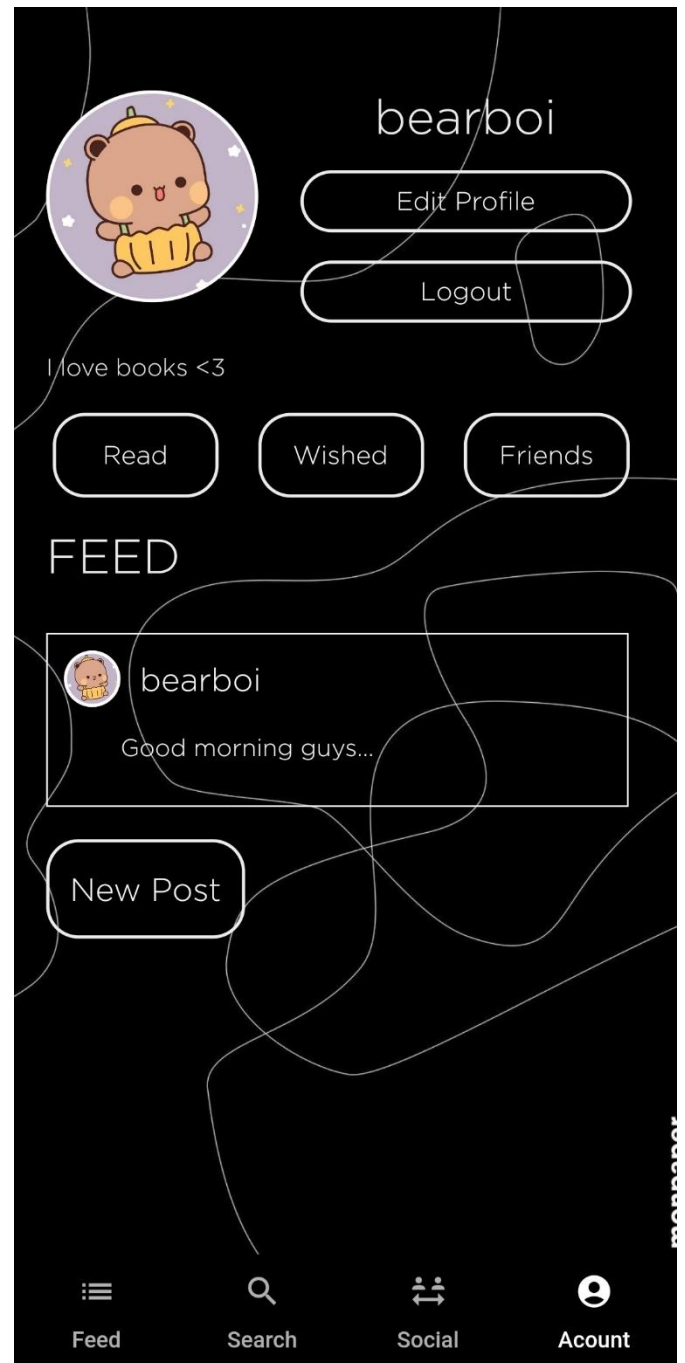 bearboi
Edit Profile
Logout
I love books <3
Read Wished Friends
FEED
bearboi
Good morning guys...
New Post
monpaper
Feed Search Social Acount